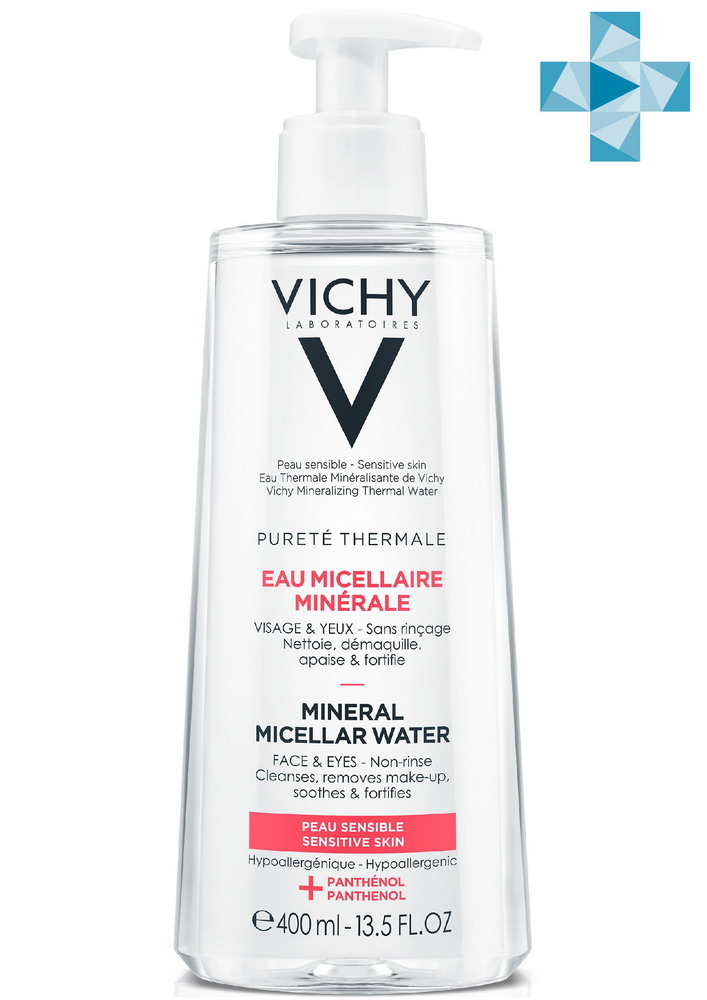 VICHY
LABORATOIRES
V
Peau sensible - Sensitive skin
Eau Thermale Minéralisante de Vichy
Vichy Mineralizing Thermal Water
PURETÉ THERMALE
EAU MICELLAIRE
MINÉRALE
VISAGE & YEUX - Sans rinçage
Nettoie, démaquille,
apaise & fortifie
MINERAL
MICELLAR WATER
FACE & EYES - Non-rinse
Cleanses, removes make-up,
soothes & fortifies
PEAU SENSIBLE
SENSITIVE SKIN
Hypoallergénique - Hypoallergenic
+ PANTHÉNOL
PANTHENOL
℮400 ml - 13.5 FL.OZ